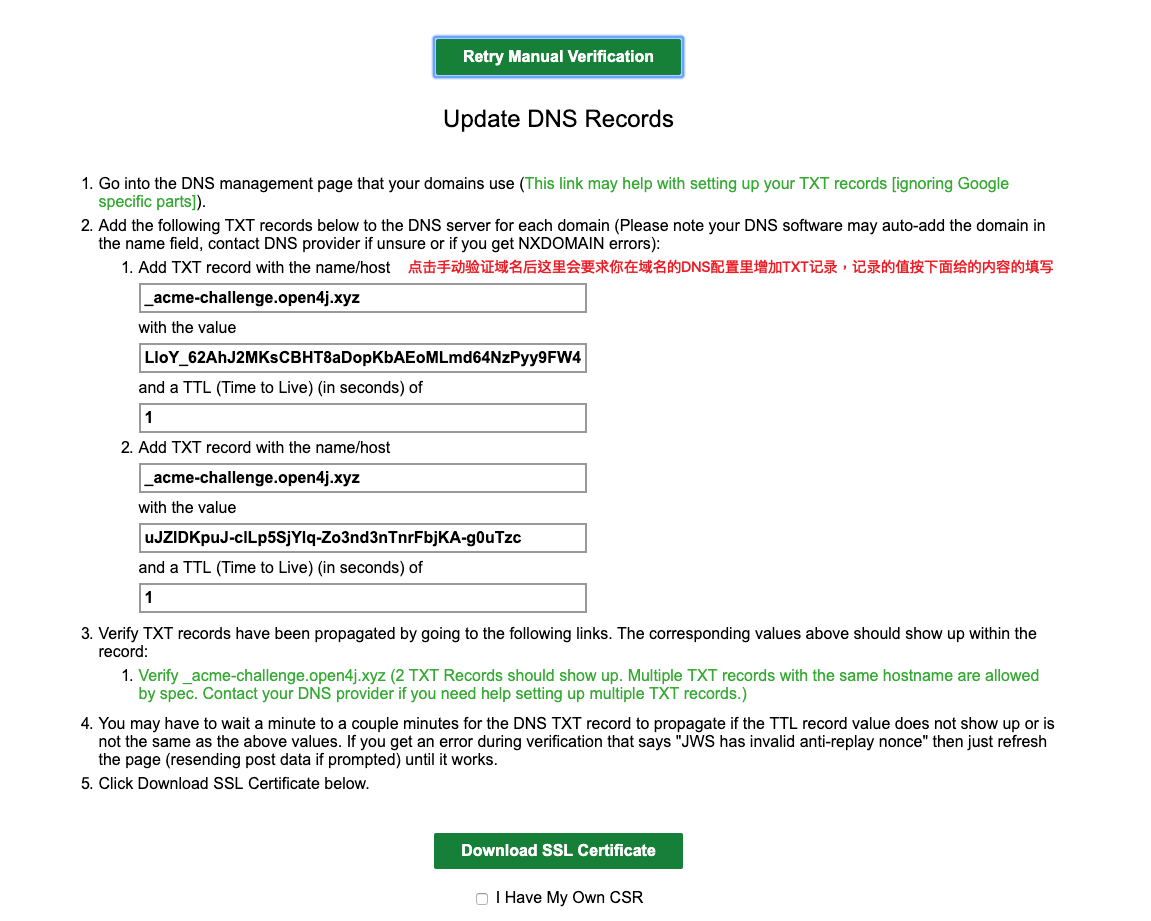 Retry Manual Verification
Update DNS Records
1. Go into the DNS management page that your domains use (This link may help with setting up your TXT records [ignoring Google
specific parts]).
2. Add the following TXT records below to the DNS server for each domain (Please note your DNS software may auto-add the domain in
the name field, contact DNS provider if unsure or if you get NXDOMAIN errors):
1. Add TXT record with the name/host 点击手动验证域名后这里会要求你在域名的DNS配置里增加TXT记录，记录的值按下面给的内容的填写
_acme-challenge.open4j.xyz
with the value
LloY_62AhJ2MKsCBHT8aDopKbAEoMLmd64NzPyy9FW4
and a TTL (Time to Live) (in seconds) of
1
2. Add TXT record with the name/host
_acme-challenge.open4j.xyz
with the value
uJZlDKpuJ-clLp5SjYlq-Zo3nd3nTnrFbjKA-g0uTzc
and a TTL (Time to Live) (in seconds) of
1
3. Verify TXT records have been propagated by going to the following links. The corresponding values above should show up within the
record:
1. Verify _acme-challenge.open4j.xyz (2 TXT Records should show up. Multiple TXT records with the same hostname are allowed
by spec. Contact your DNS provider if you need help setting up multiple TXT records.)
4. You may have to wait a minute to a couple minutes for the DNS TXT record to propagate if the TTL record value does not show up or is
not the same as the above values. If you get an error during verification that says "JWS has invalid anti-replay nonce" then just refresh
the page (resending post data if prompted) until it works.
5. Click Download SSL Certificate below.
Download SSL Certificate
I Have My Own CSR